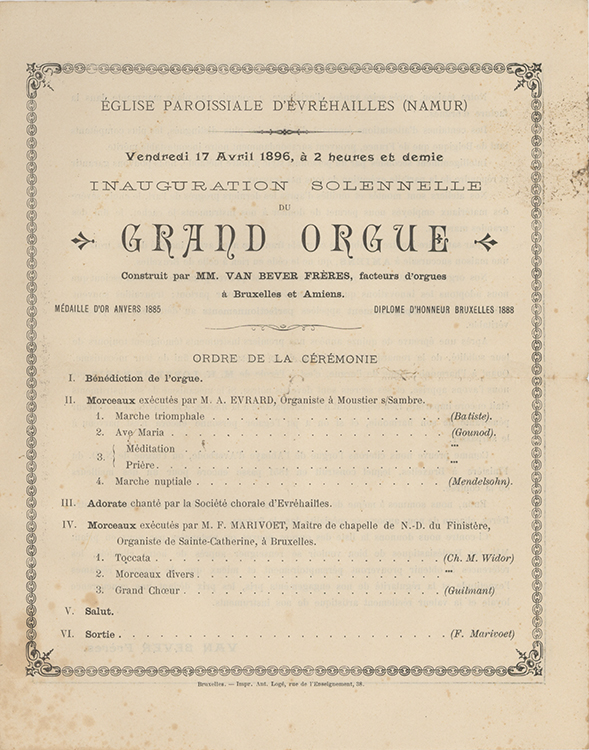 ÉGLISE PAROISSIALE D'ÉVRÉHAILLES (NAMUR)
Vendredi 17 Avril 1896, à 2 heures et demie
INAUGURATION SOLENNELLE
DU
GRAND ORGUE
Construit par MM. VAN BEVER FRÈRES, facteurs d'orgues
à Bruxelles et Amiens.
MÉDAILLE D'OR ANVERS 1885 DIPLOME D'HONNEUR BRUXELLES 1888
ORDRE DE LA CÉRÉMONIE
I. Bénédiction de l'orgue.
II. Morceaux exécutés par M. A. EVRARD, Organiste à Moustier s/Sambre.
1. Marche triomphale . . . . . . . . . . . . (Batiste).
2. Ave Maria . . . . . . . . . . . . . . . (Gounod).
3. { Méditation . . . . . . . . . . . . . ***
{ Prière. . . . . . . . . . . . . . . . ***
4. Marche nuptiale . . . . . . . . . . . . . (Mendelsohn).
III. Adorate chanté par la Société chorale d'Evréhailles.
IV. Morceaux exécutés par M. F. MARIVOET, Maître de chapelle de N.-D. du Finistère,
Organiste de Sainte-Catherine, à Bruxelles.
1. Toccata . . . . . . . . . . . . . . . . (Ch. M. Widor)
2. Morceaux divers . . . . . . . . . . . . . ***
3. Grand Chœur . . . . . . . . . . . . . . (Guilmant)
V. Salut.
VI. Sortie . . . . . . . . . . . . . . . . . . (F. Marivoet)
Bruxelles. — Impr. Ant. Logé, rue de l'Enseignement, 38.